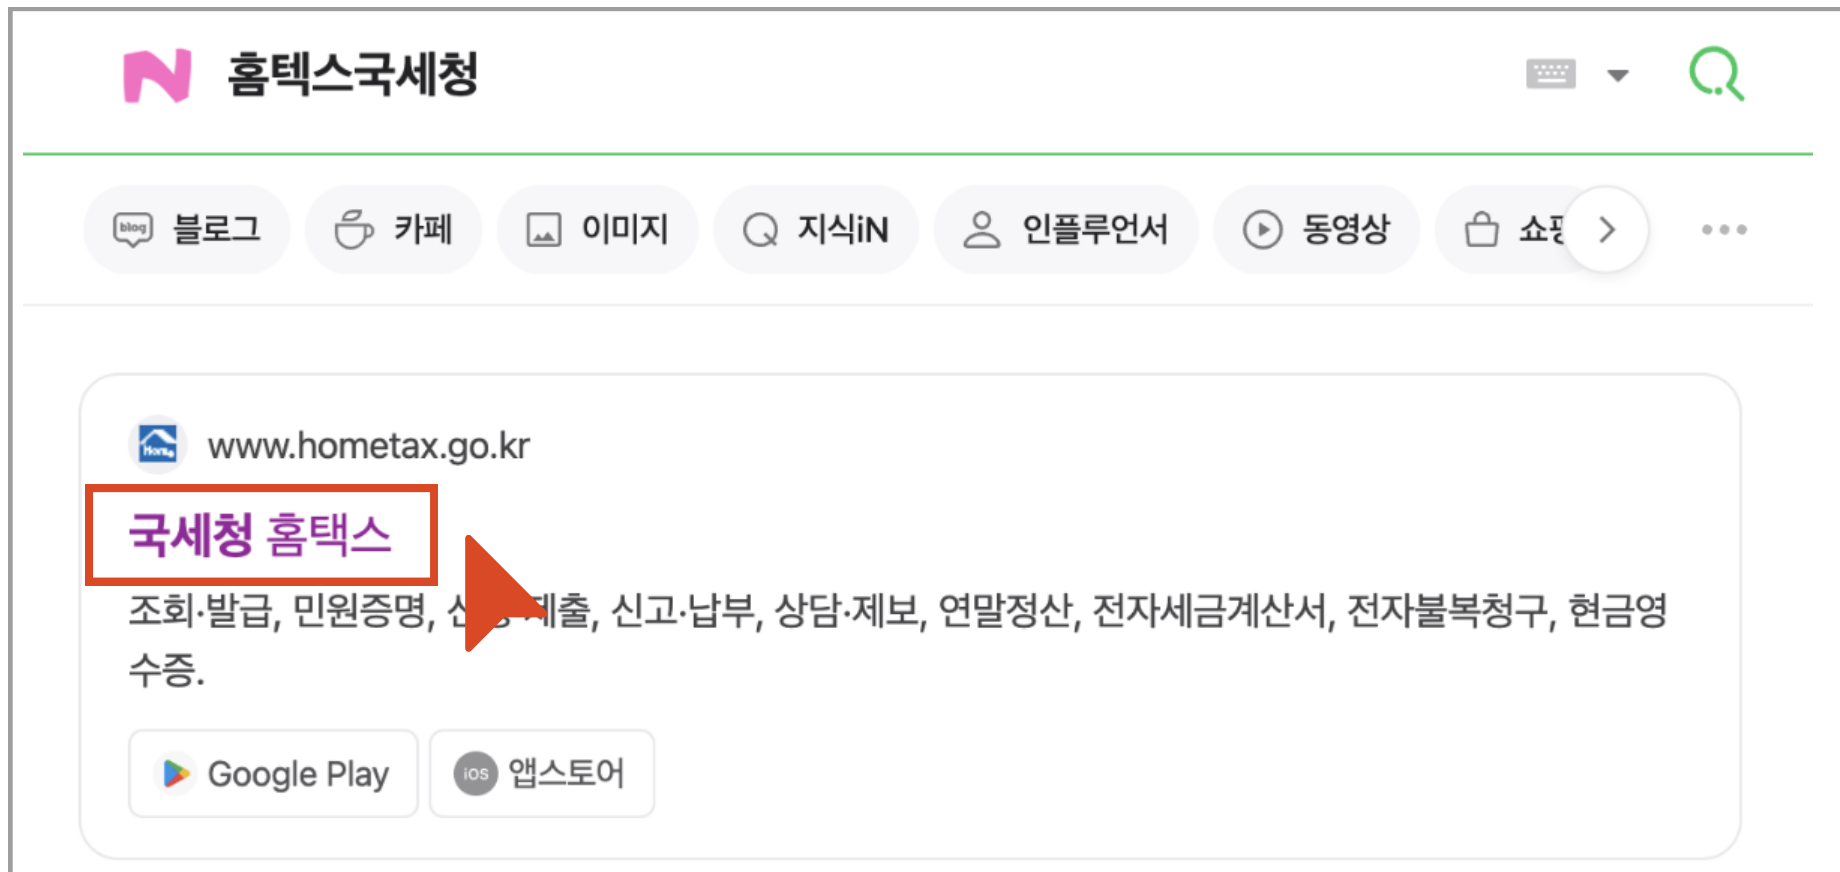 홈텍스국세청
블로그 카페 이미지 지식iN 인플루언서 동영상
www.hometax.go.kr
국세청 홈택스
조회·발급, 민원증명, 제출, 신고·납부, 상담·제보, 연말정산, 전자세금계산서, 전자불복청구, 현금영
수증.
Google Play iOS 앱스토어